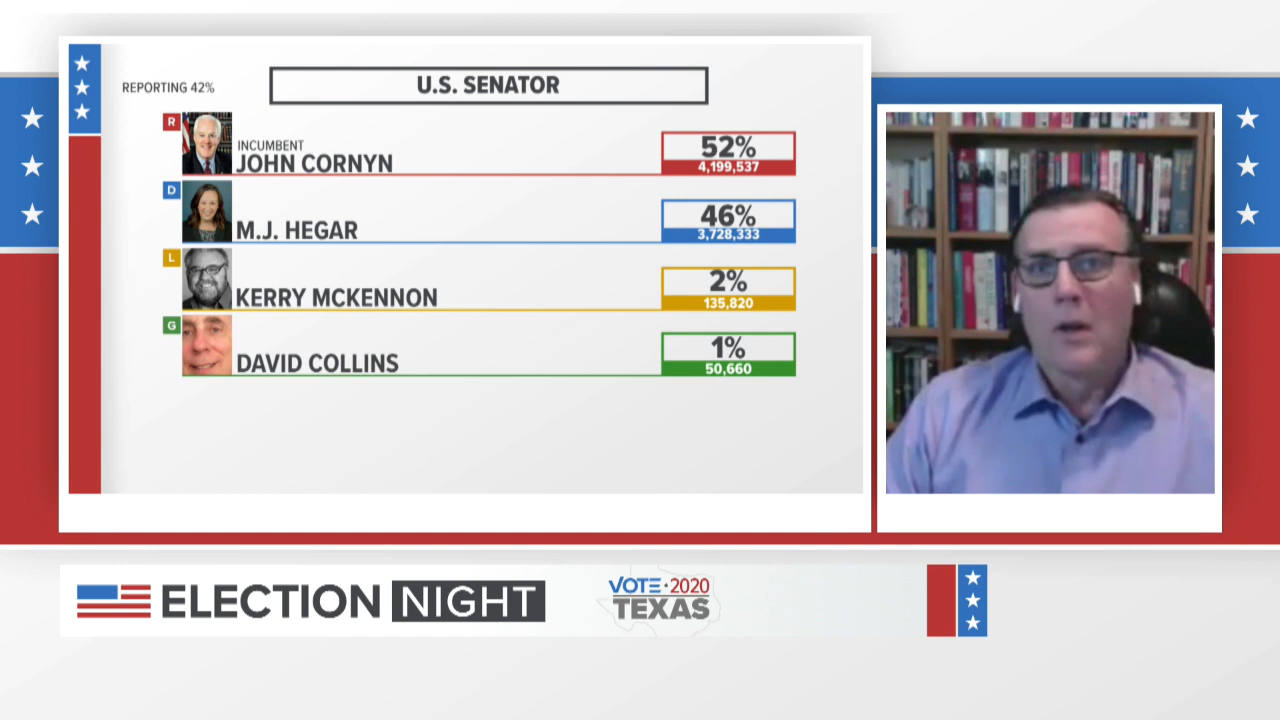 REPORTING 42%
U.S. SENATOR
R
INCUMBENT
JOHN CORNYN
52%
4,199,537
D
M.J. HEGAR
46%
3,728,333
L
KERRY MCKENNON
2%
135,820
G
DAVID COLLINS
1%
50,660
ELECTION NIGHT
VOTE • 2020
TEXAS